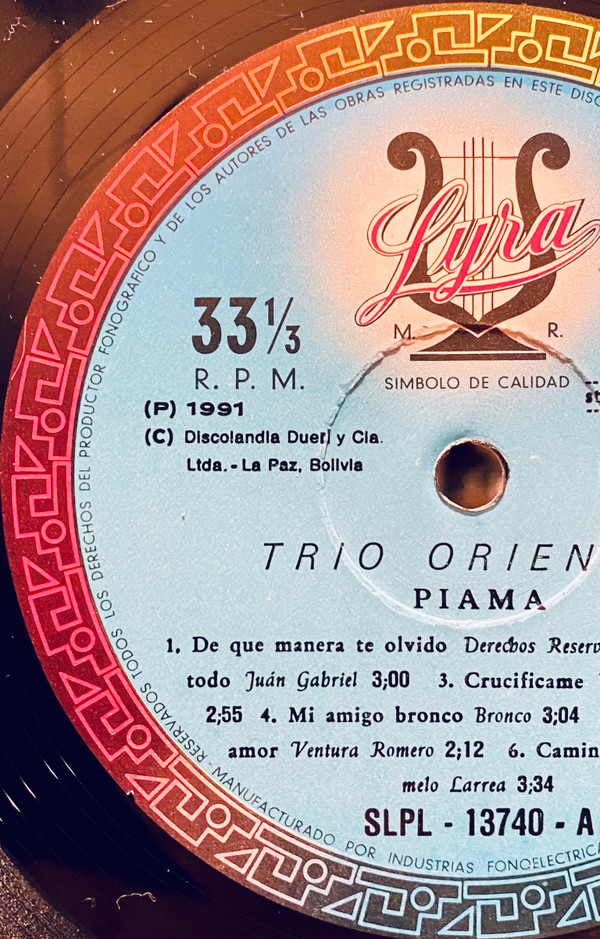 RESERVADOS TODOS LOS DERECHOS DEL PRODUCTOR FONOGRAFICO Y DE LOS AUTORES DE LAS OBRAS REGISTRADAS EN ESTE DISC
Lyra
M. R.
SIMBOLO DE CALIDAD
33 1/3
R. P. M.
(P) 1991
st
(C) Discolandia Dueri y Cia.
Ltda. - La Paz, Bolivia
TRIO ORIEN
PIAMA
1. De que manera te olvido Derechos Reserv
todo Juán Gabriel 3;00 3. Crucificame
2;55 4. Mi amigo bronco Bronco 3;04
amor Ventura Romero 2;12 6. Camin
melo Larrea 3;34
SLPL - 13740 - A
MANUFACTURADO POR INDUSTRIAS FONOELECTRICA